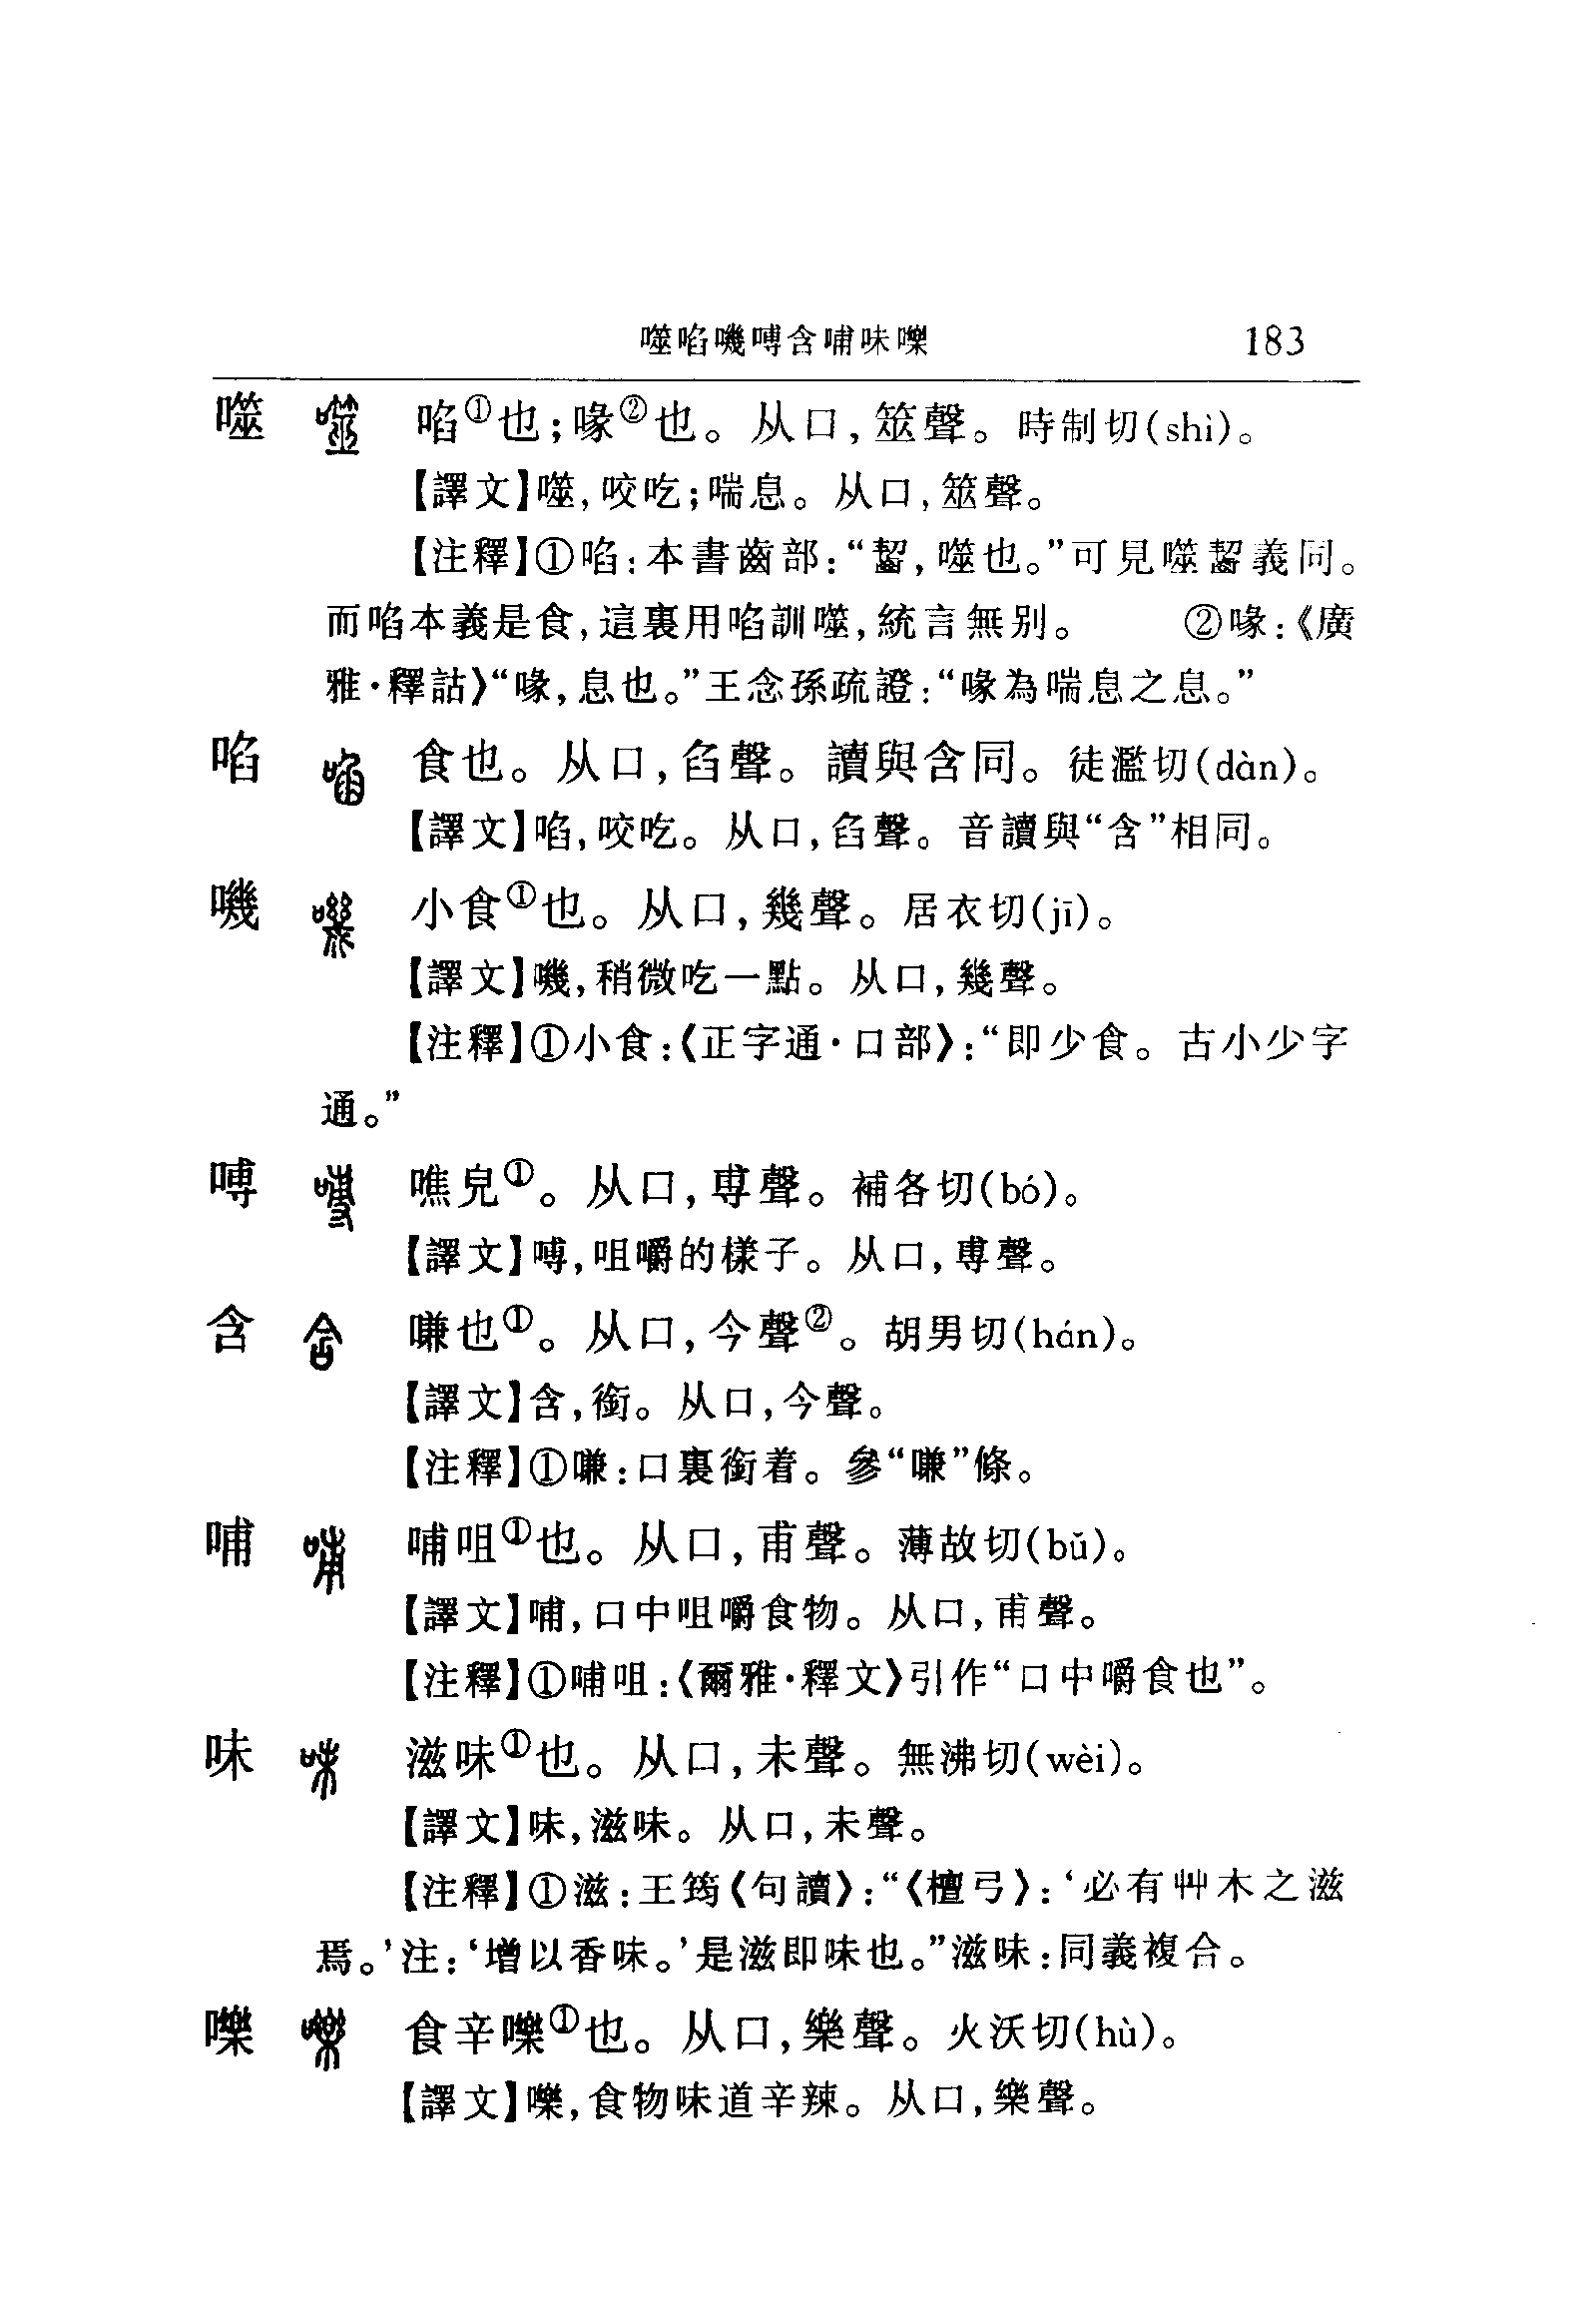 噬啗嘰嚩含哺味嚛 183
噬 啗①也；喙②也。从口，筮聲。時制切(shì)。
【譯文】噬，咬吃；喘息。从口，筮聲。
【注釋】①啗：本書齒部：“齧，噬也。”可見噬齧義同。
而啗本義是食，這裏用啗訓噬，統言無别。 ②喙：《廣
雅·釋詁》“喙，息也。”王念孫疏證：“喙為喘息之息。”
啗 食也。从口，臽聲。讀與含同。徒濫切(dàn)。
【譯文】啗，咬吃。从口，臽聲。音讀與“含”相同。
嘰 小食①也。从口，幾聲。居衣切(jī)。
【譯文】嘰，稍微吃一點。从口，幾聲。
【注釋】①小食：《正字通·口部》：“即少食。古小少字
通。”
嚩 噍皃①。从口，尃聲。補各切(bó)。
【譯文】嚩，咀嚼的樣子。从口，尃聲。
含 嗛也①。从口，今聲②。胡男切(hán)。
【譯文】含，銜。从口，今聲。
【注釋】①嗛：口裏銜着。參“嗛”條。
哺 哺咀①也。从口，甫聲。薄故切(bǔ)。
【譯文】哺，口中咀嚼食物。从口，甫聲。
【注釋】①哺咀：《爾雅·釋文》引作“口中嚼食也”。
味 滋味①也。从口，未聲。無沸切(wèi)。
【譯文】味，滋味。从口，未聲。
【注釋】①滋：王筠《句讀》：“《檀弓》：‘必有艸木之滋
焉。’注：‘增以香味。’是滋即味也。”滋味：同義複合。
嚛 食辛嚛①也。从口，樂聲。火沃切(hù)。
【譯文】嚛，食物味道辛辣。从口，樂聲。